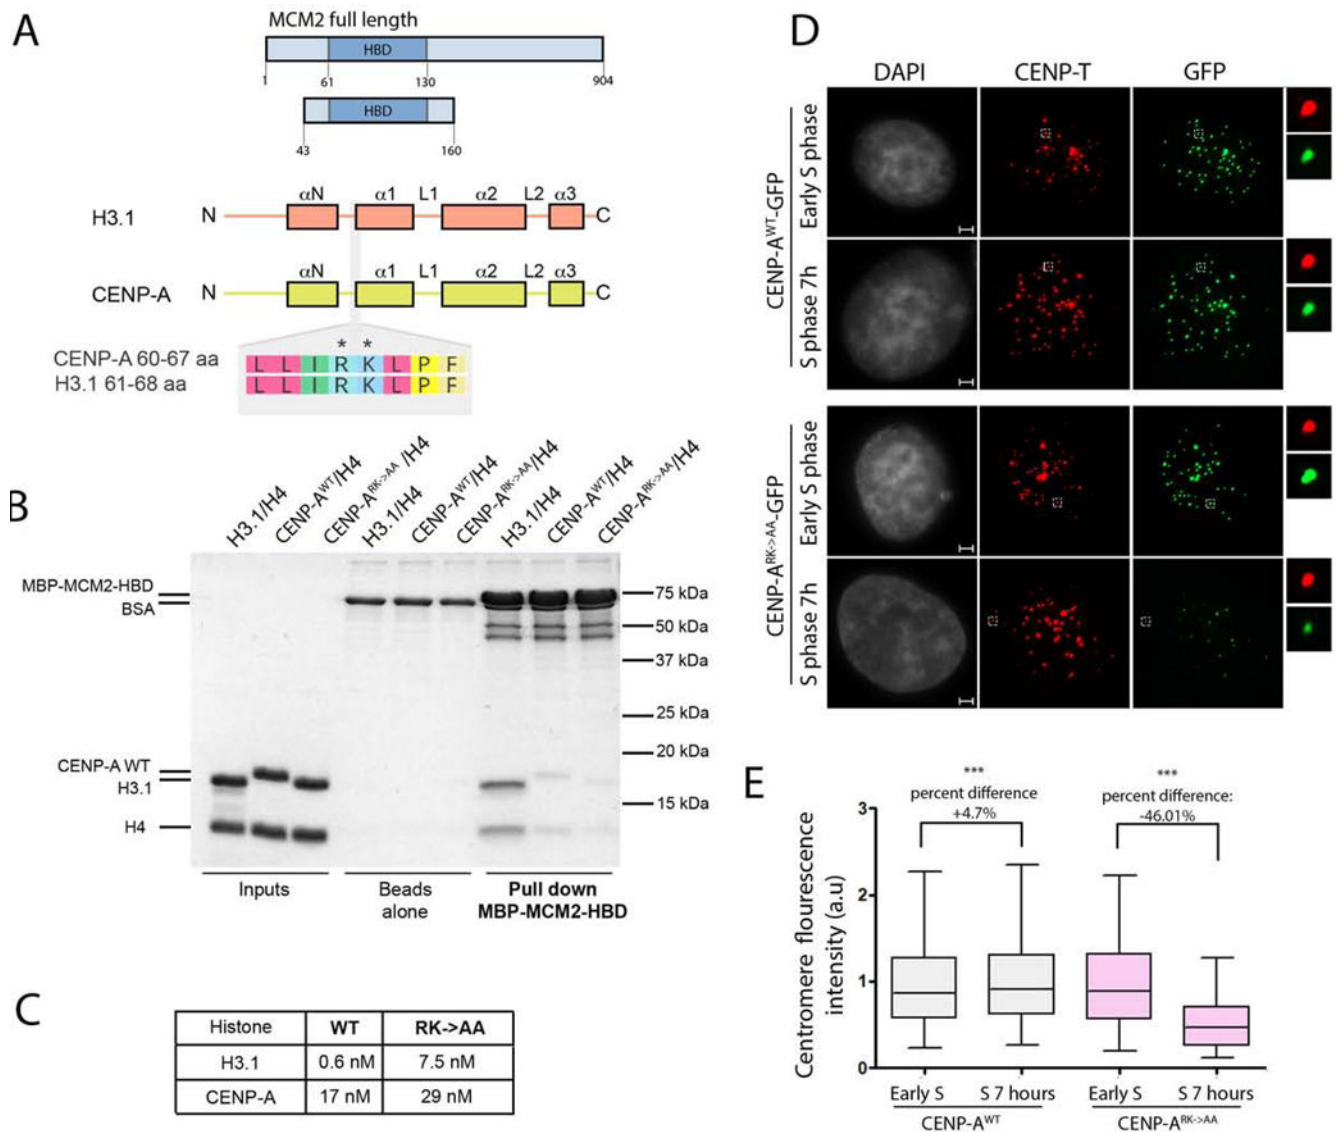 A
MCM2 full length
HBD
1 61 130 904
HBD
43 160
αN α1 L1 α2 L2 α3
H3.1 N C
αN α1 L1 α2 L2 α3
CENP-A N C
* *
CENP-A 60-67 aa L L I R K L P F
H3.1 61-68 aa L L I R K L P F
B
H3.1/H4 CENP-A^WT/H4 CENP-A^RK->AA /H4 H3.1/H4 CENP-A^WT/H4 CENP-A^RK->AA/H4 H3.1/H4 CENP-A^WT/H4 CENP-A^RK->AA/H4
MBP-MCM2-HBD
BSA
CENP-A WT
H3.1
H4
75 kDa
50 kDa
37 kDa
25 kDa
20 kDa
15 kDa
Inputs
Beads
alone
Pull down
MBP-MCM2-HBD
C
Histone WT RK->AA
H3.1 0.6 nM 7.5 nM
CENP-A 17 nM 29 nM
D
DAPI CENP-T GFP
CENP-A^WT-GFP
Early S phase
S phase 7h
CENP-A^RK->AA-GFP
Early S phase
S phase 7h
E
*** ***
percent difference percent difference:
+4.7% -46.01%
Centromere flourescence
intensity (a.u)
3
2
1
0
Early S S 7 hours Early S S 7 hours
CENP-A^WT CENP-A^RK->AA